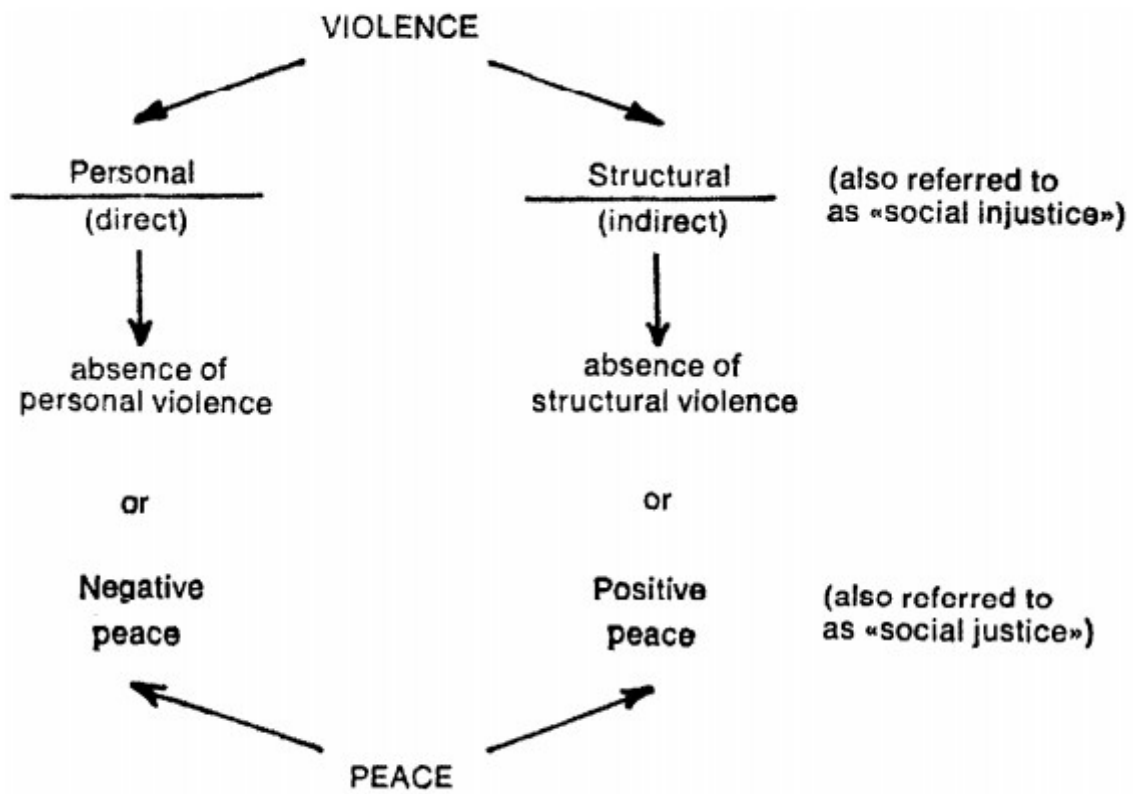 VIOLENCE
Personal
(direct)
Structural
(indirect)
(also referred to
as «social injustice»)
absence of
personal violence
absence of
structural violence
or
or
Negative
peace
Positive
peace
(also referred to
as «social justice»)
PEACE